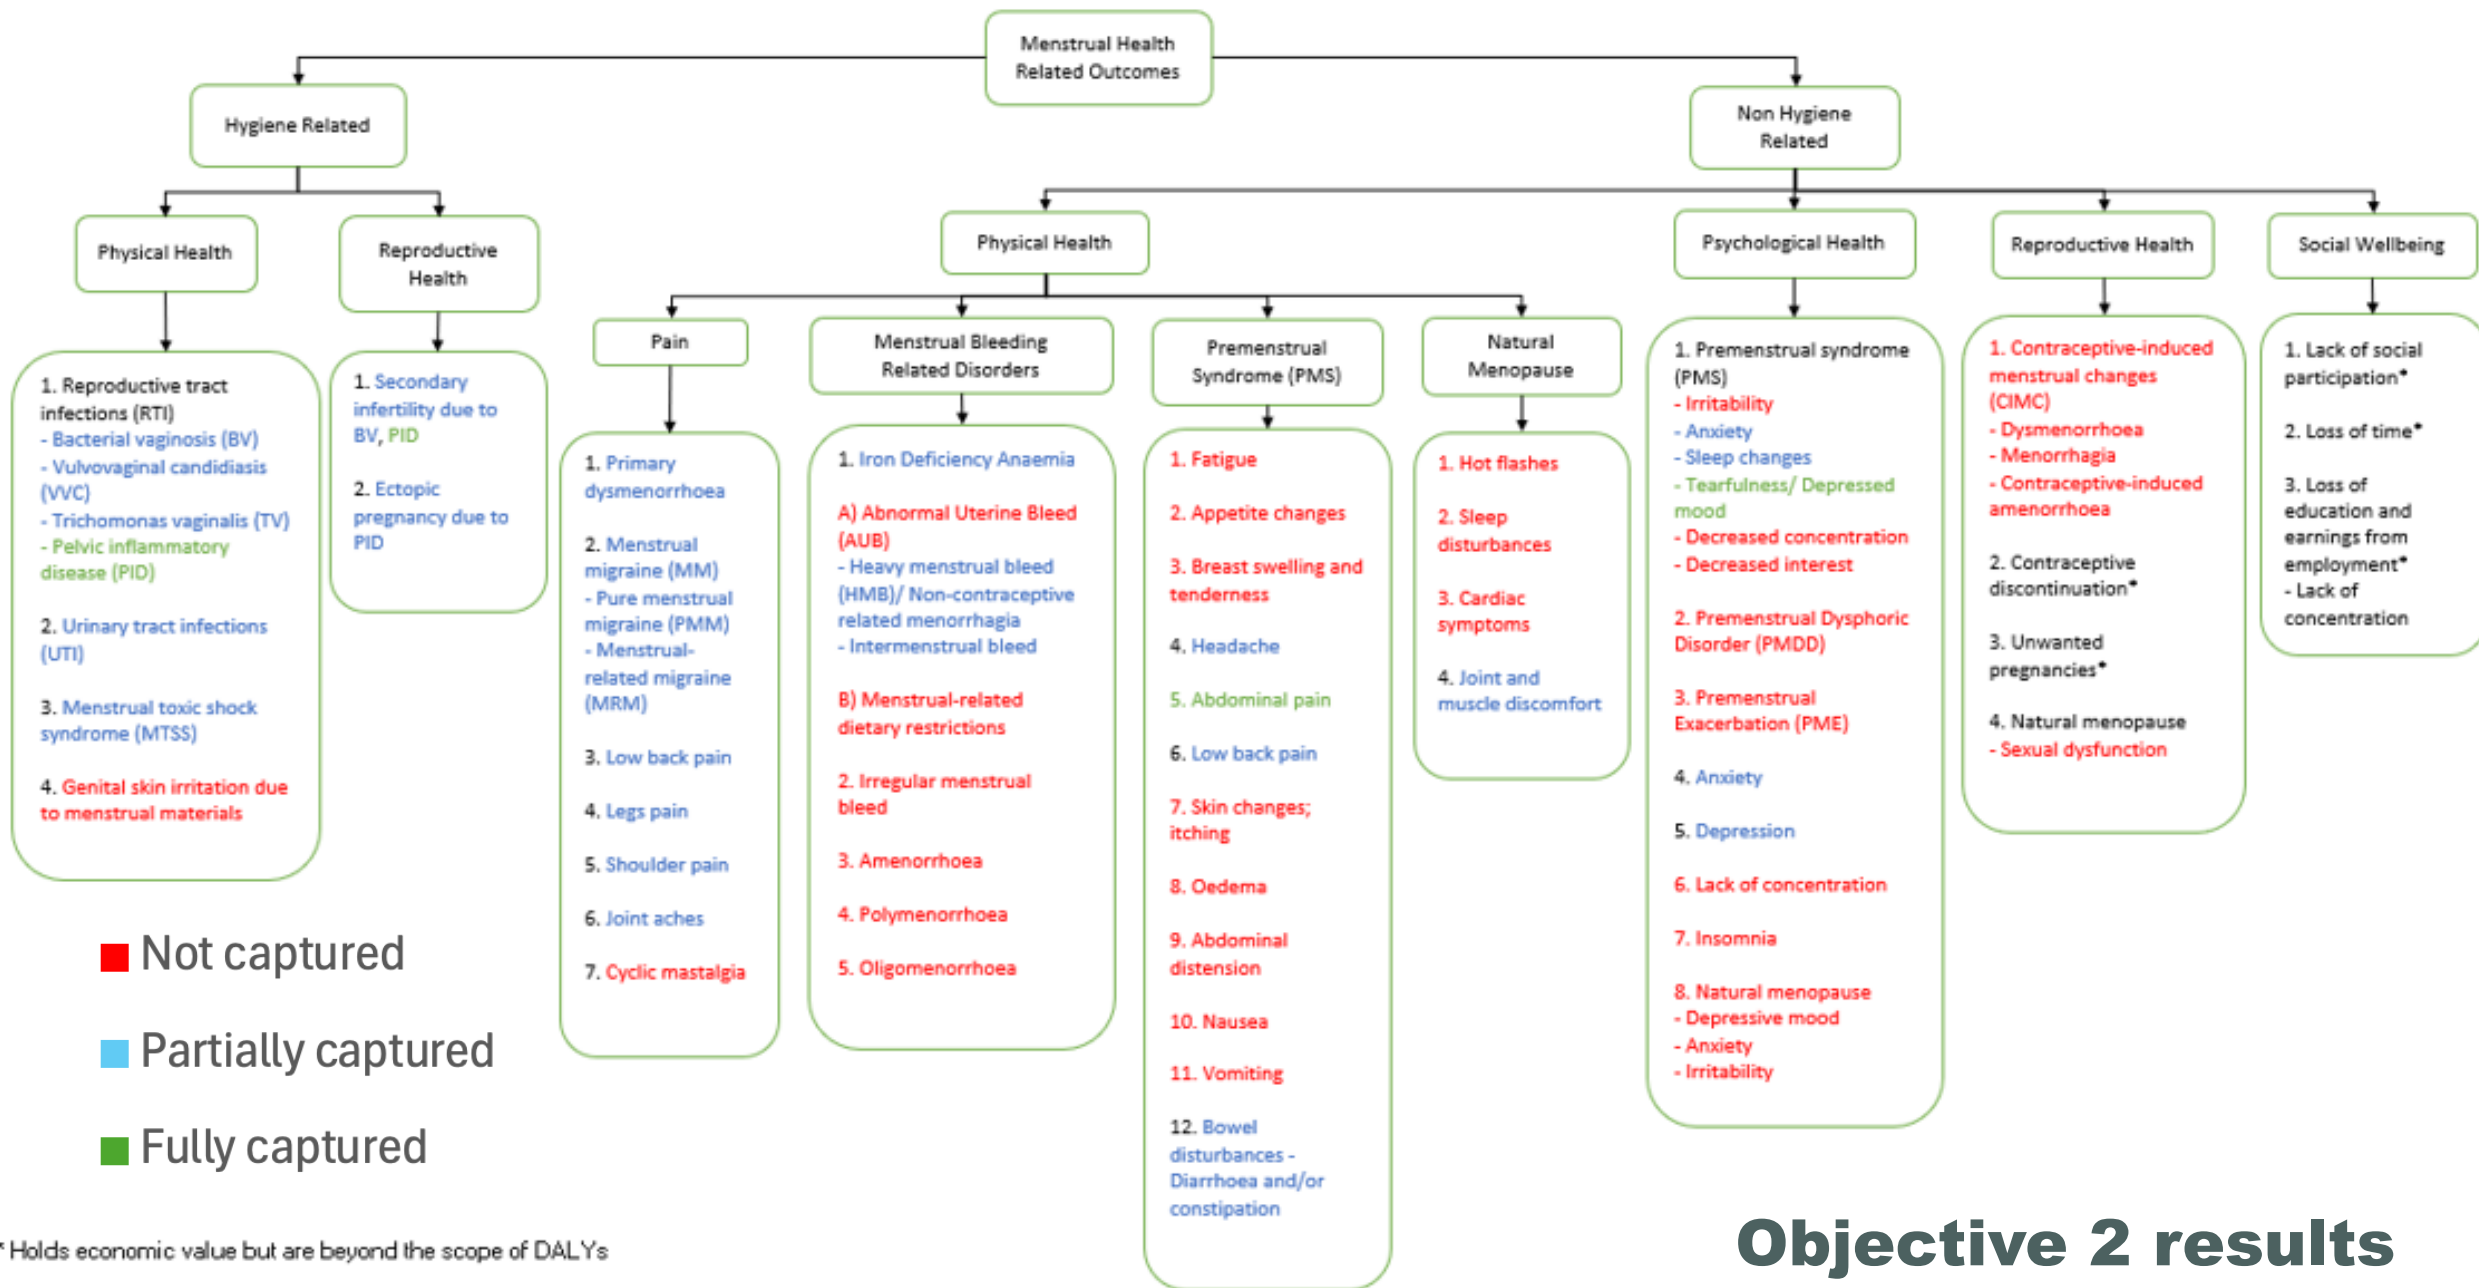 Menstrual Health
Related Outcomes
Hygiene Related
Non Hygiene
Related
Physical Health
Reproductive
Health
Physical Health
Psychological Health
Reproductive Health
Social Wellbeing
Pain
Menstrual Bleeding
Related Disorders
Premenstrual
Syndrome (PMS)
Natural
Menopause
1. Reproductive tract
infections (RTI)
- Bacterial vaginosis (BV)
- Vulvovaginal candidiasis
(VVC)
- Trichomonas vaginalis (TV)
- Pelvic inflammatory
disease (PID)
2. Urinary tract infections
(UTI)
3. Menstrual toxic shock
syndrome (MTSS)
4. Genital skin irritation due
to menstrual materials
1. Secondary
infertility due to
BV, PID
2. Ectopic
pregnancy due to
PID
1. Primary
dysmenorrhoea
2. Menstrual
migraine (MM)
- Pure menstrual
migraine (PMM)
- Menstrual-
related migraine
(MRM)
3. Low back pain
4. Legs pain
5. Shoulder pain
6. Joint aches
7. Cyclic mastalgia
1. Iron Deficiency Anaemia
A) Abnormal Uterine Bleed
(AUB)
- Heavy menstrual bleed
(HMB)/ Non-contraceptive
related menorrhagia
- Intermenstrual bleed
B) Menstrual-related
dietary restrictions
2. Irregular menstrual
bleed
3. Amenorrhoea
4. Polymenorrhoea
5. Oligomenorrhoea
1. Fatigue
2. Appetite changes
3. Breast swelling and
tenderness
4. Headache
5. Abdominal pain
6. Low back pain
7. Skin changes;
itching
8. Oedema
9. Abdominal
distension
10. Nausea
11. Vomiting
12. Bowel
disturbances -
Diarrhoea and/or
constipation
1. Hot flashes
2. Sleep
disturbances
3. Cardiac
symptoms
4. Joint and
muscle discomfort
1. Premenstrual syndrome
(PMS)
- Irritability
- Anxiety
- Sleep changes
- Tearfulness/ Depressed
mood
- Decreased concentration
- Decreased interest
2. Premenstrual Dysphoric
Disorder (PMDD)
3. Premenstrual
Exacerbation (PME)
4. Anxiety
5. Depression
6. Lack of concentration
7. Insomnia
8. Natural menopause
- Depressive mood
- Anxiety
- Irritability
1. Contraceptive-induced
menstrual changes
(CIMC)
- Dysmenorrhoea
- Menorrhagia
- Contraceptive-induced
amenorrhoea
2. Contraceptive
discontinuation*
3. Unwanted
pregnancies*
4. Natural menopause
- Sexual dysfunction
1. Lack of social
participation*
2. Loss of time*
3. Loss of
education and
earnings from
employment*
- Lack of
concentration
Not captured
Partially captured
Fully captured
* Holds economic value but are beyond the scope of DALYs
Objective 2 results